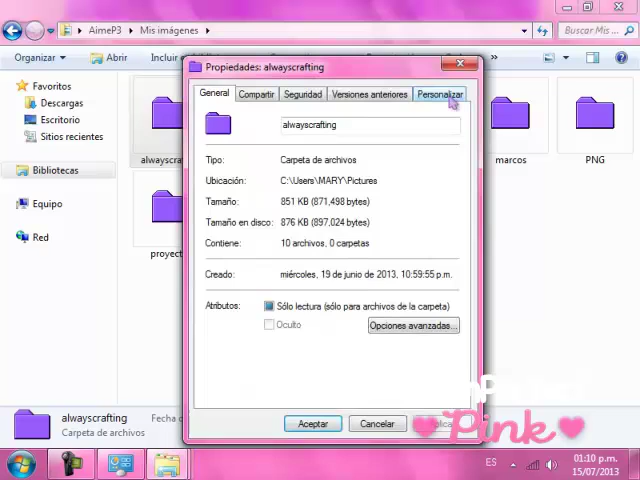 AimeP3 Mis imágenes
Buscar Mis
Organizar Abrir Incluir
Favoritos
Descargas
Escritorio
Sitios recientes
Bibliotecas
Equipo
Red
marcos
PNG
Propiedades: alwayscrafting
General Compartir Seguridad Versiones anteriores Personalizar
alwayscrafting
Tipo: Carpeta de archivos
Ubicación: C:\Users\MARY\Pictures
Tamaño: 851 KB (871,498 bytes)
Tamaño en disco: 876 KB (897,024 bytes)
Contiene: 10 archivos, 0 carpetas
Creado: miércoles, 19 de junio de 2013, 10:59:55 p.m.
Atributos: Sólo lectura (sólo para archivos de la carpeta)
Oculto Opciones avanzadas...
Aceptar Cancelar
alwayscrafting Fecha
Carpeta de archivos
Pink
ES 01:10 p.m.
15/07/2013